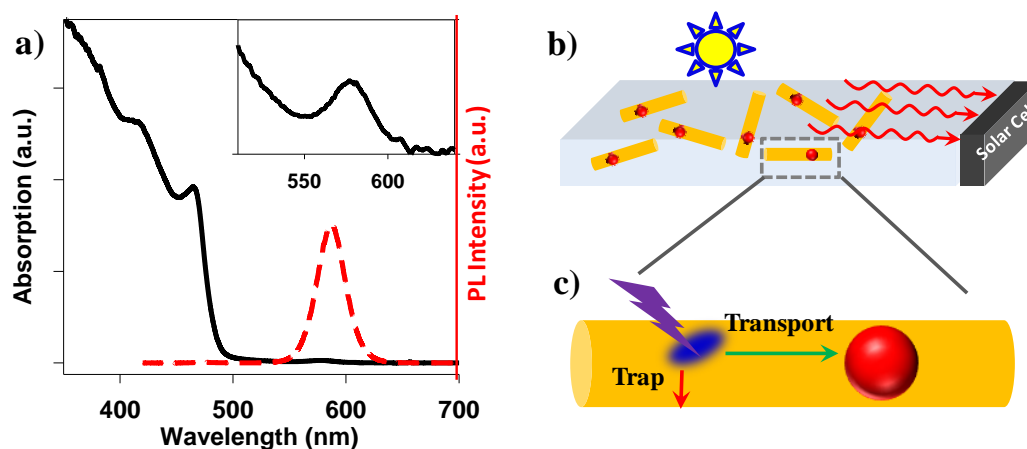 a)
Absorption (a.u.)
PL Intensity (a.u.)
550 600
400 500 600 700
Wavelength (nm)
b)
Solar Cell
c)
Transport
Trap